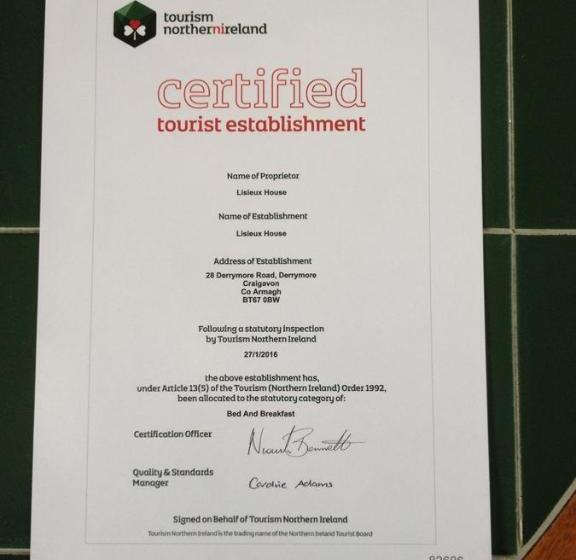 tourism
northernireland
certified
tourist establishment
Name of Proprietor
Lisieux House
Name of Establishment
Lisieux House
Address of Establishment
28 Derrymore Road, Derrymore
Craigavon
Co Armagh
BT67 0BW
Following a statutory inspection
by Tourism Northern Ireland
27/1/2016
the above establishment has,
under Article 13(5) of the Tourism (Northern Ireland) Order 1992,
been allocated to the statutory category of:
Bed And Breakfast
Certification Officer
Bennett
Quality & Standards
Manager
Caroline Adams
Signed on Behalf of Tourism Northern Ireland
Tourism Northern Ireland is the trading name of the Northern Ireland Tourist Board